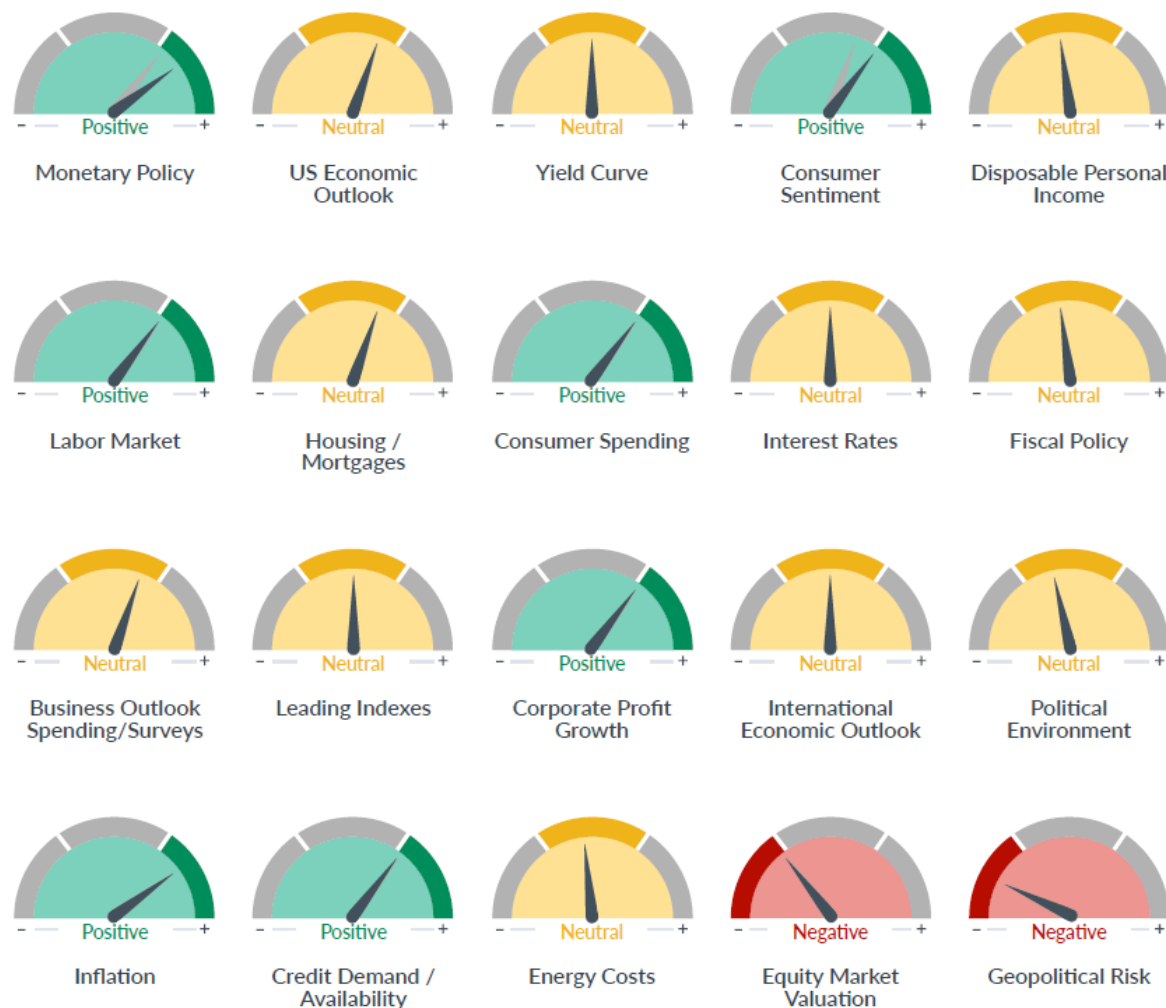 - Positive +
- Neutral +
- Neutral +
- Positive +
- Neutral +
Monetary Policy
US Economic
Outlook
Yield Curve
Consumer
Sentiment
Disposable Personal
Income
- Positive +
- Neutral +
- Positive +
- Neutral +
- Neutral +
Labor Market
Housing /
Mortgages
Consumer Spending
Interest Rates
Fiscal Policy
- Neutral +
- Neutral +
- Positive +
- Neutral +
- Neutral +
Business Outlook
Spending/Surveys
Leading Indexes
Corporate Profit
Growth
International
Economic Outlook
Political
Environment
- Positive +
- Positive +
- Neutral +
- Negative +
- Negative +
Inflation
Credit Demand /
Availability
Energy Costs
Equity Market
Valuation
Geopolitical Risk